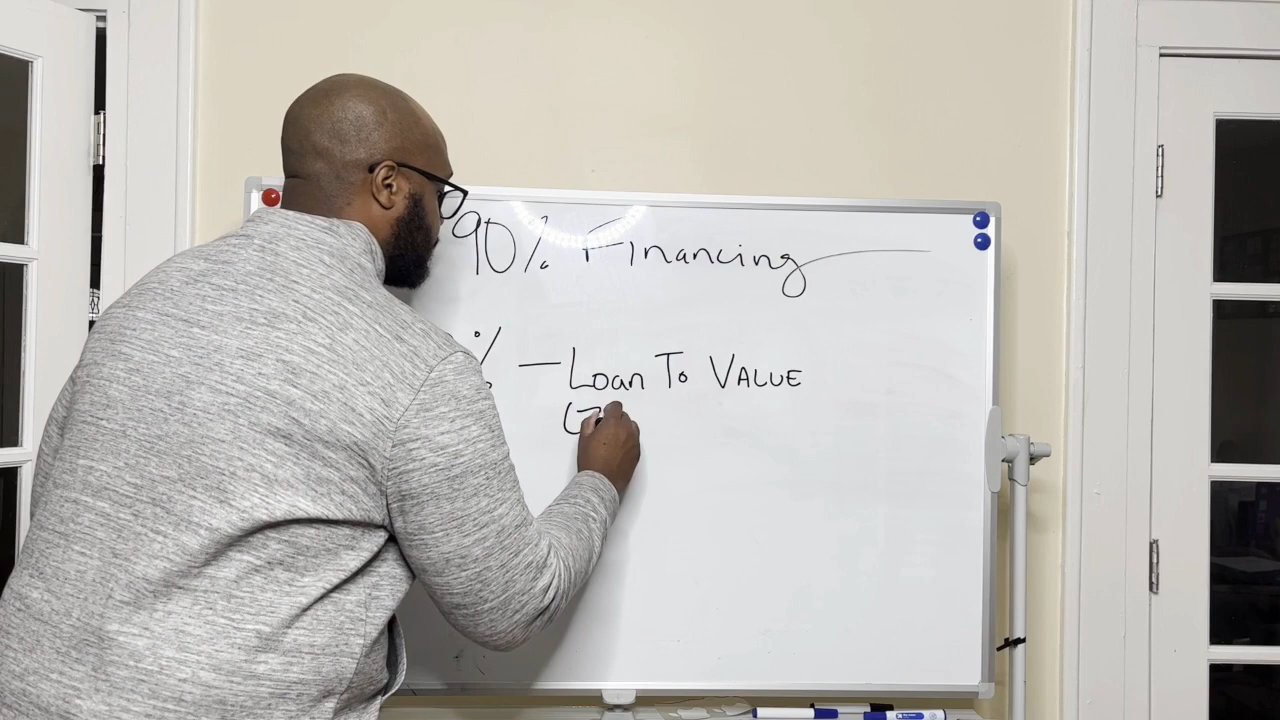 90% Financing
% — Loan To VALUE